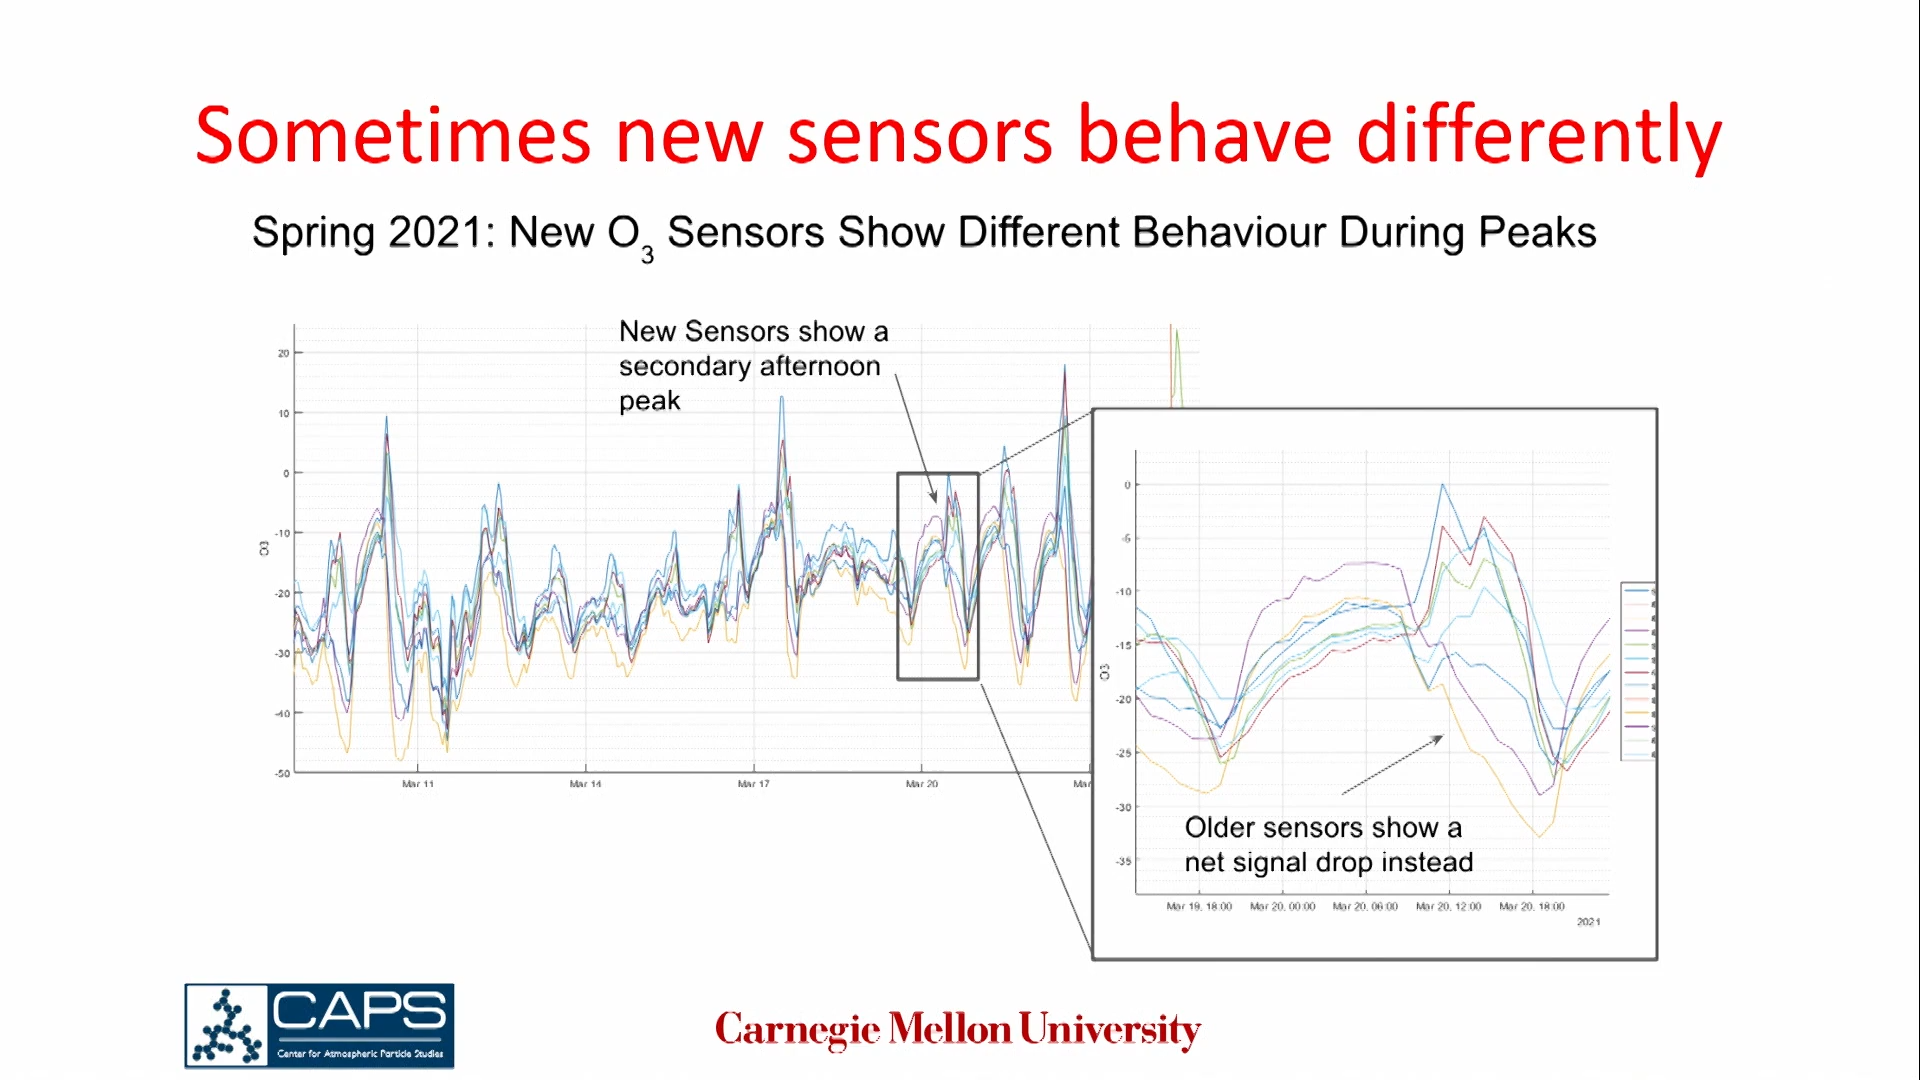 Sometimes new sensors behave differently
Spring 2021: New O3 Sensors Show Different Behaviour During Peaks
New Sensors show a
secondary afternoon
peak
20
10
0
-10
-20
-30
-40
-50
O3
Mar 11
Mar 14
Mar 17
Mar 20
Mar
0
-5
-10
-15
-20
-25
-30
-35
O3
Older sensors show a
net signal drop instead
Mar 19, 18:00
Mar 20, 00:00
Mar 20, 06:00
Mar 20, 12:00
Mar 20, 18:00
2021
CAPS
Center for Atmospheric Particle Studies
Carnegie Mellon University